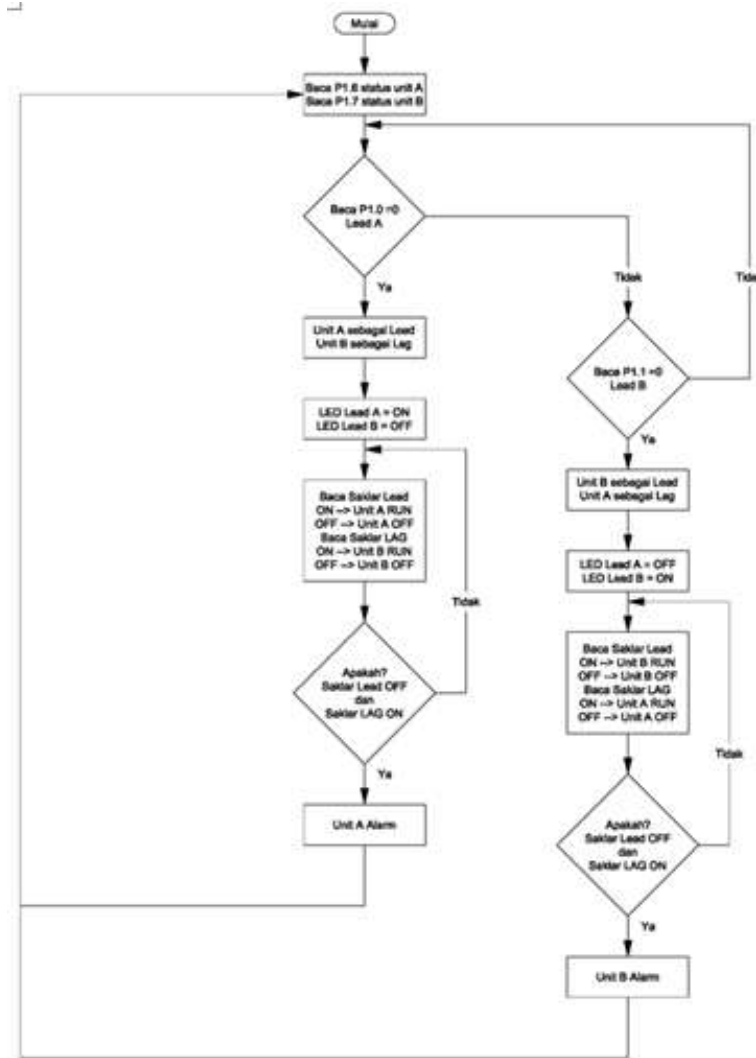 Mulai
Baca P1.6 status unit A
Baca P1.7 status unit B
Baca P1.0 =0
Lead A
Tidak
Tidak
Ya
Unit A sebagai Lead
Unit B sebagai Lag
Baca P1.1 =0
Lead B
LED Lead A = ON
LED Lead B = OFF
Ya
Unit B sebagai Lead
Unit A sebagai Lag
Baca Saklar Lead
ON --> Unit A RUN
OFF --> Unit A OFF
Baca Saklar LAG
ON --> Unit B RUN
OFF --> Unit B OFF
LED Lead A = OFF
LED Lead B = ON
Tidak
Baca Saklar Lead
ON --> Unit B RUN
OFF --> Unit B OFF
Baca Saklar LAG
ON --> Unit A RUN
OFF --> Unit A OFF
Apakah?
Saklar Lead OFF
dan
Saklar LAG ON
Tidak
Ya
Unit A Alarm
Apakah?
Saklar Lead OFF
dan
Saklar LAG ON
Ya
Unit B Alarm